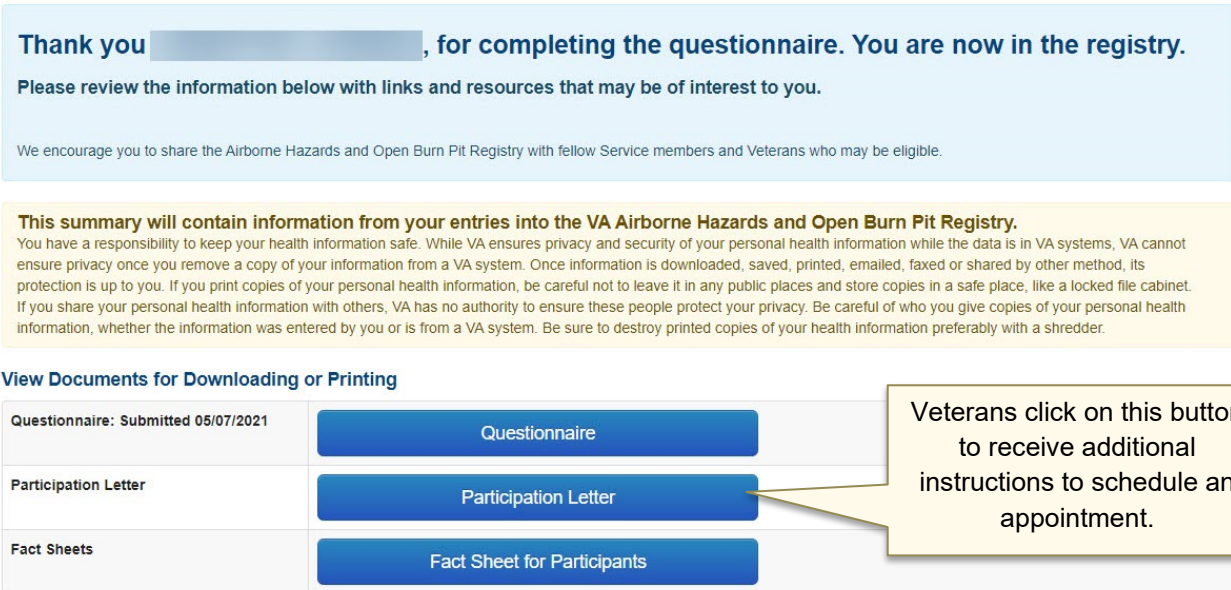 Thank you , for completing the questionnaire. You are now in the registry.
Please review the information below with links and resources that may be of interest to you.
We encourage you to share the Airborne Hazards and Open Burn Pit Registry with fellow Service members and Veterans who may be eligible.
This summary will contain information from your entries into the VA Airborne Hazards and Open Burn Pit Registry.
You have a responsibility to keep your health information safe. While VA ensures privacy and security of your personal health information while the data is in VA systems, VA cannot
ensure privacy once you remove a copy of your information from a VA system. Once information is downloaded, saved, printed, emailed, faxed or shared by other method, its
protection is up to you. If you print copies of your personal health information, be careful not to leave it in any public places and store copies in a safe place, like a locked file cabinet.
If you share your personal health information with others, VA has no authority to ensure these people protect your privacy. Be careful of who you give copies of your personal health
information, whether the information was entered by you or is from a VA system. Be sure to destroy printed copies of your health information preferably with a shredder.
View Documents for Downloading or Printing
Questionnaire: Submitted 05/07/2021
Questionnaire
Participation Letter
Participation Letter
Fact Sheets
Fact Sheet for Participants
Veterans click on this button
to receive additional
instructions to schedule an
appointment.